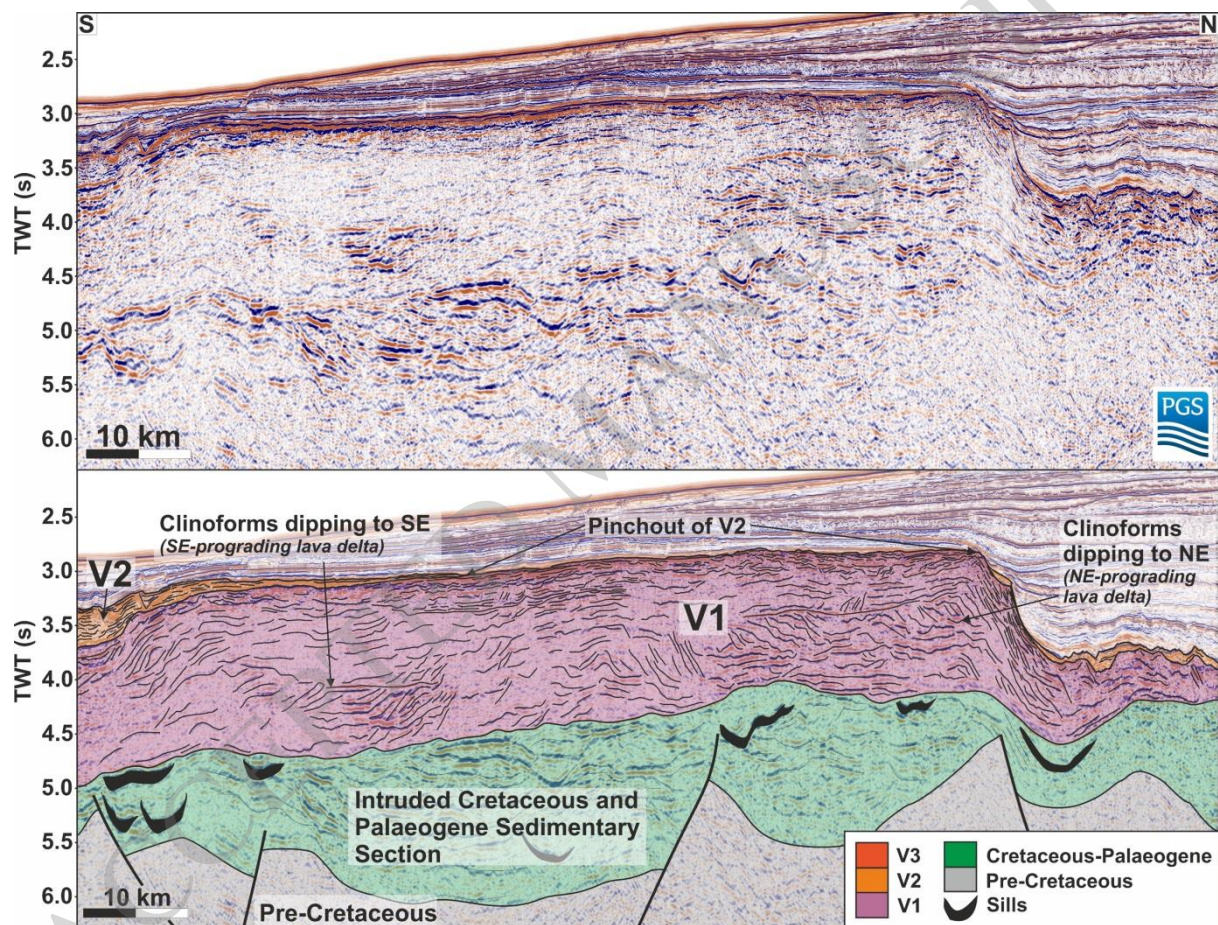 S
N
2.5
3.0
3.5
4.0
4.5
5.0
5.5
6.0
TWT (s)
10 km
PGS
2.5
3.0
3.5
4.0
4.5
5.0
5.5
6.0
TWT (s)
Clinoforms dipping to SE
(SE-prograding lava delta)
Pinchout of V2
Clinoforms
dipping to NE
(NE-prograding
lava delta)
V2
V1
Intruded Cretaceous and
Palaeogene Sedimentary
Section
Pre-Cretaceous
10 km
V3
V2
V1
Cretaceous-Palaeogene
Pre-Cretaceous
Sills